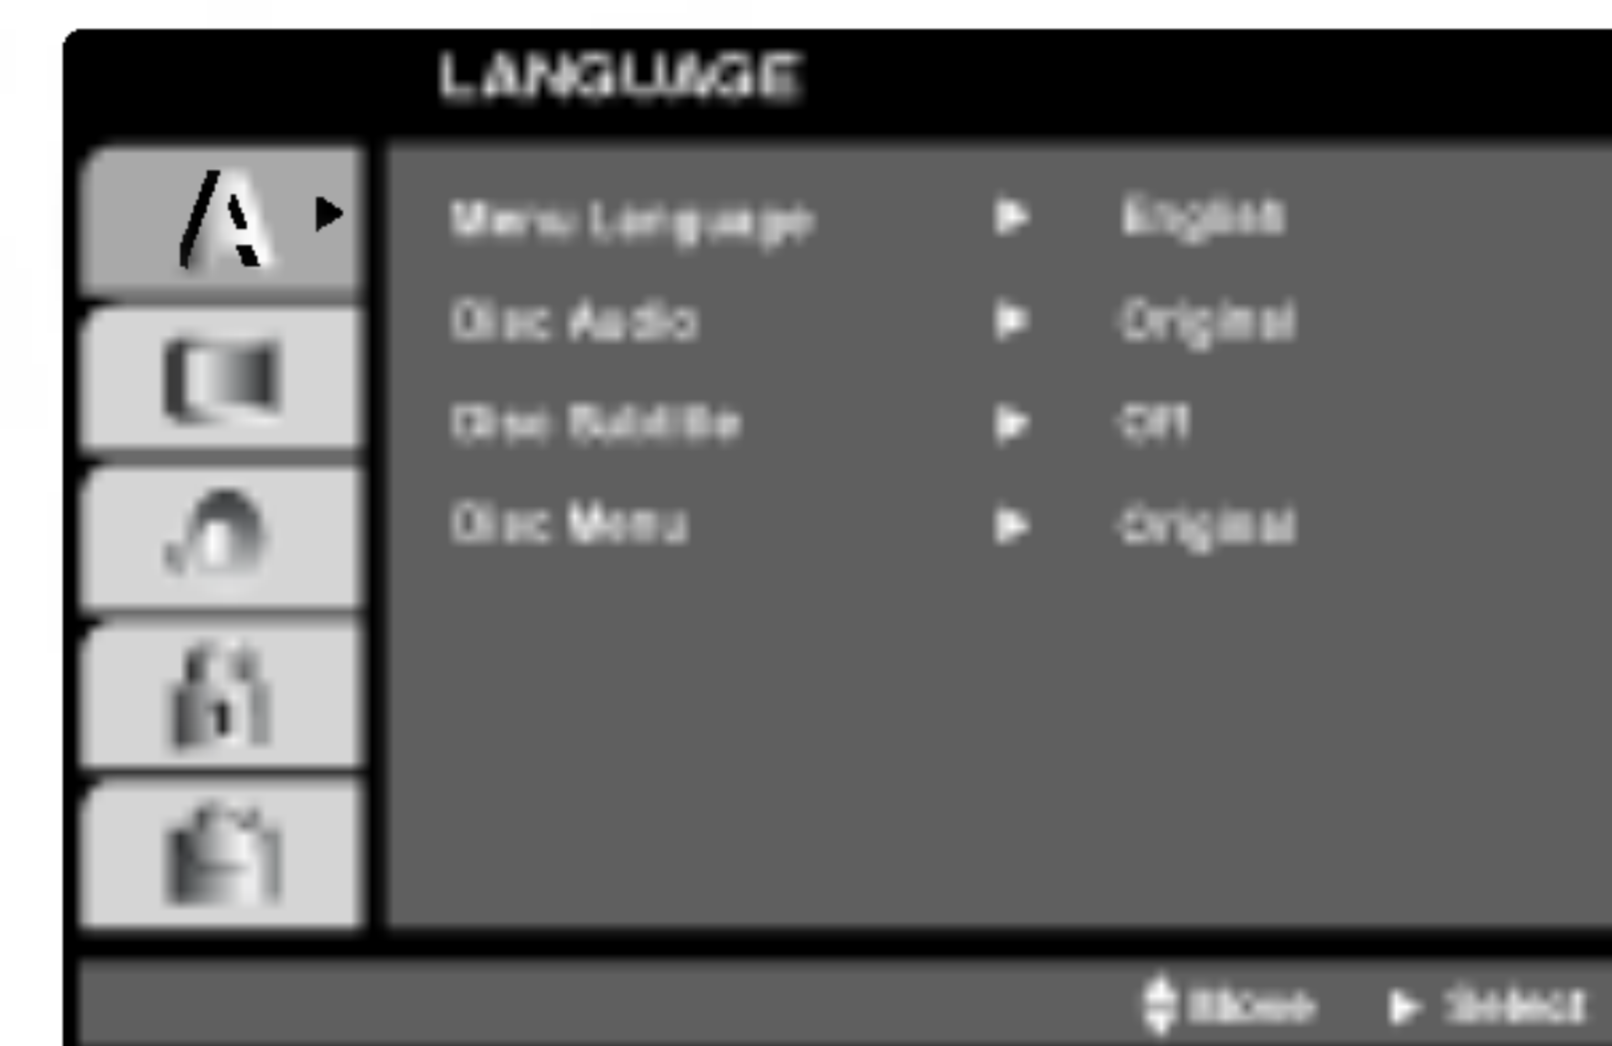 LANGUAGE
Menu Language ▶ English
Disc Audio ▶ Original
Disc Subtitle ▶ Off
Disc Menu ▶ Original
Move ▶ Select